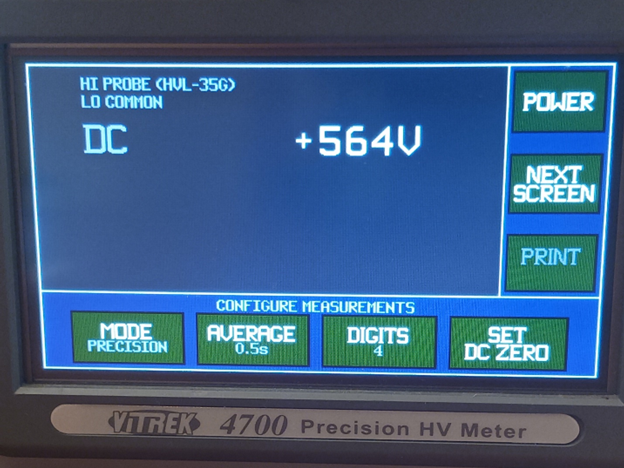 HI PROBE (HVL-35G)
LO COMMON
DC +564V
POWER
NEXT
SCREEN
PRINT
CONFIGURE MEASUREMENTS
MODE
PRECISION
AVERAGE
0.5s
DIGITS
4
SET
DC ZERO
ViTREK 4700 Precision HV Meter